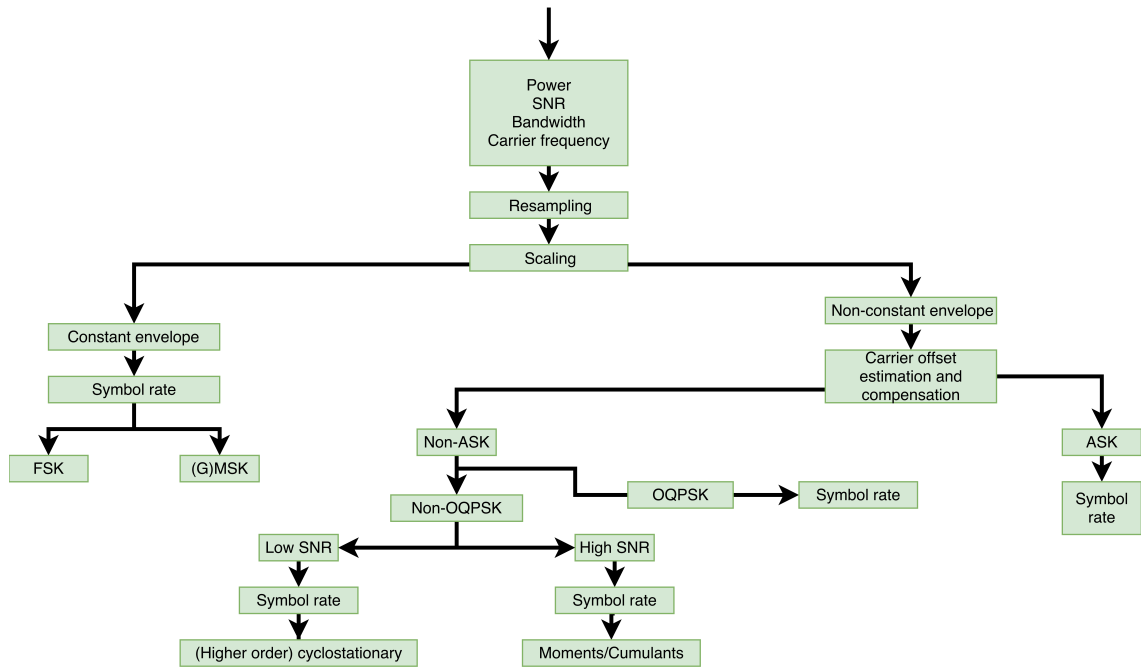 Power
SNR
Bandwidth
Carrier frequency
Resampling
Scaling
Non-constant envelope
Constant envelope
Carrier offset
estimation and
compensation
Symbol rate
Non-ASK
ASK
FSK
(G)MSK
OQPSK
Symbol rate
Symbol
rate
Non-OQPSK
Low SNR
High SNR
Symbol rate
Symbol rate
(Higher order) cyclostationary
Moments/Cumulants